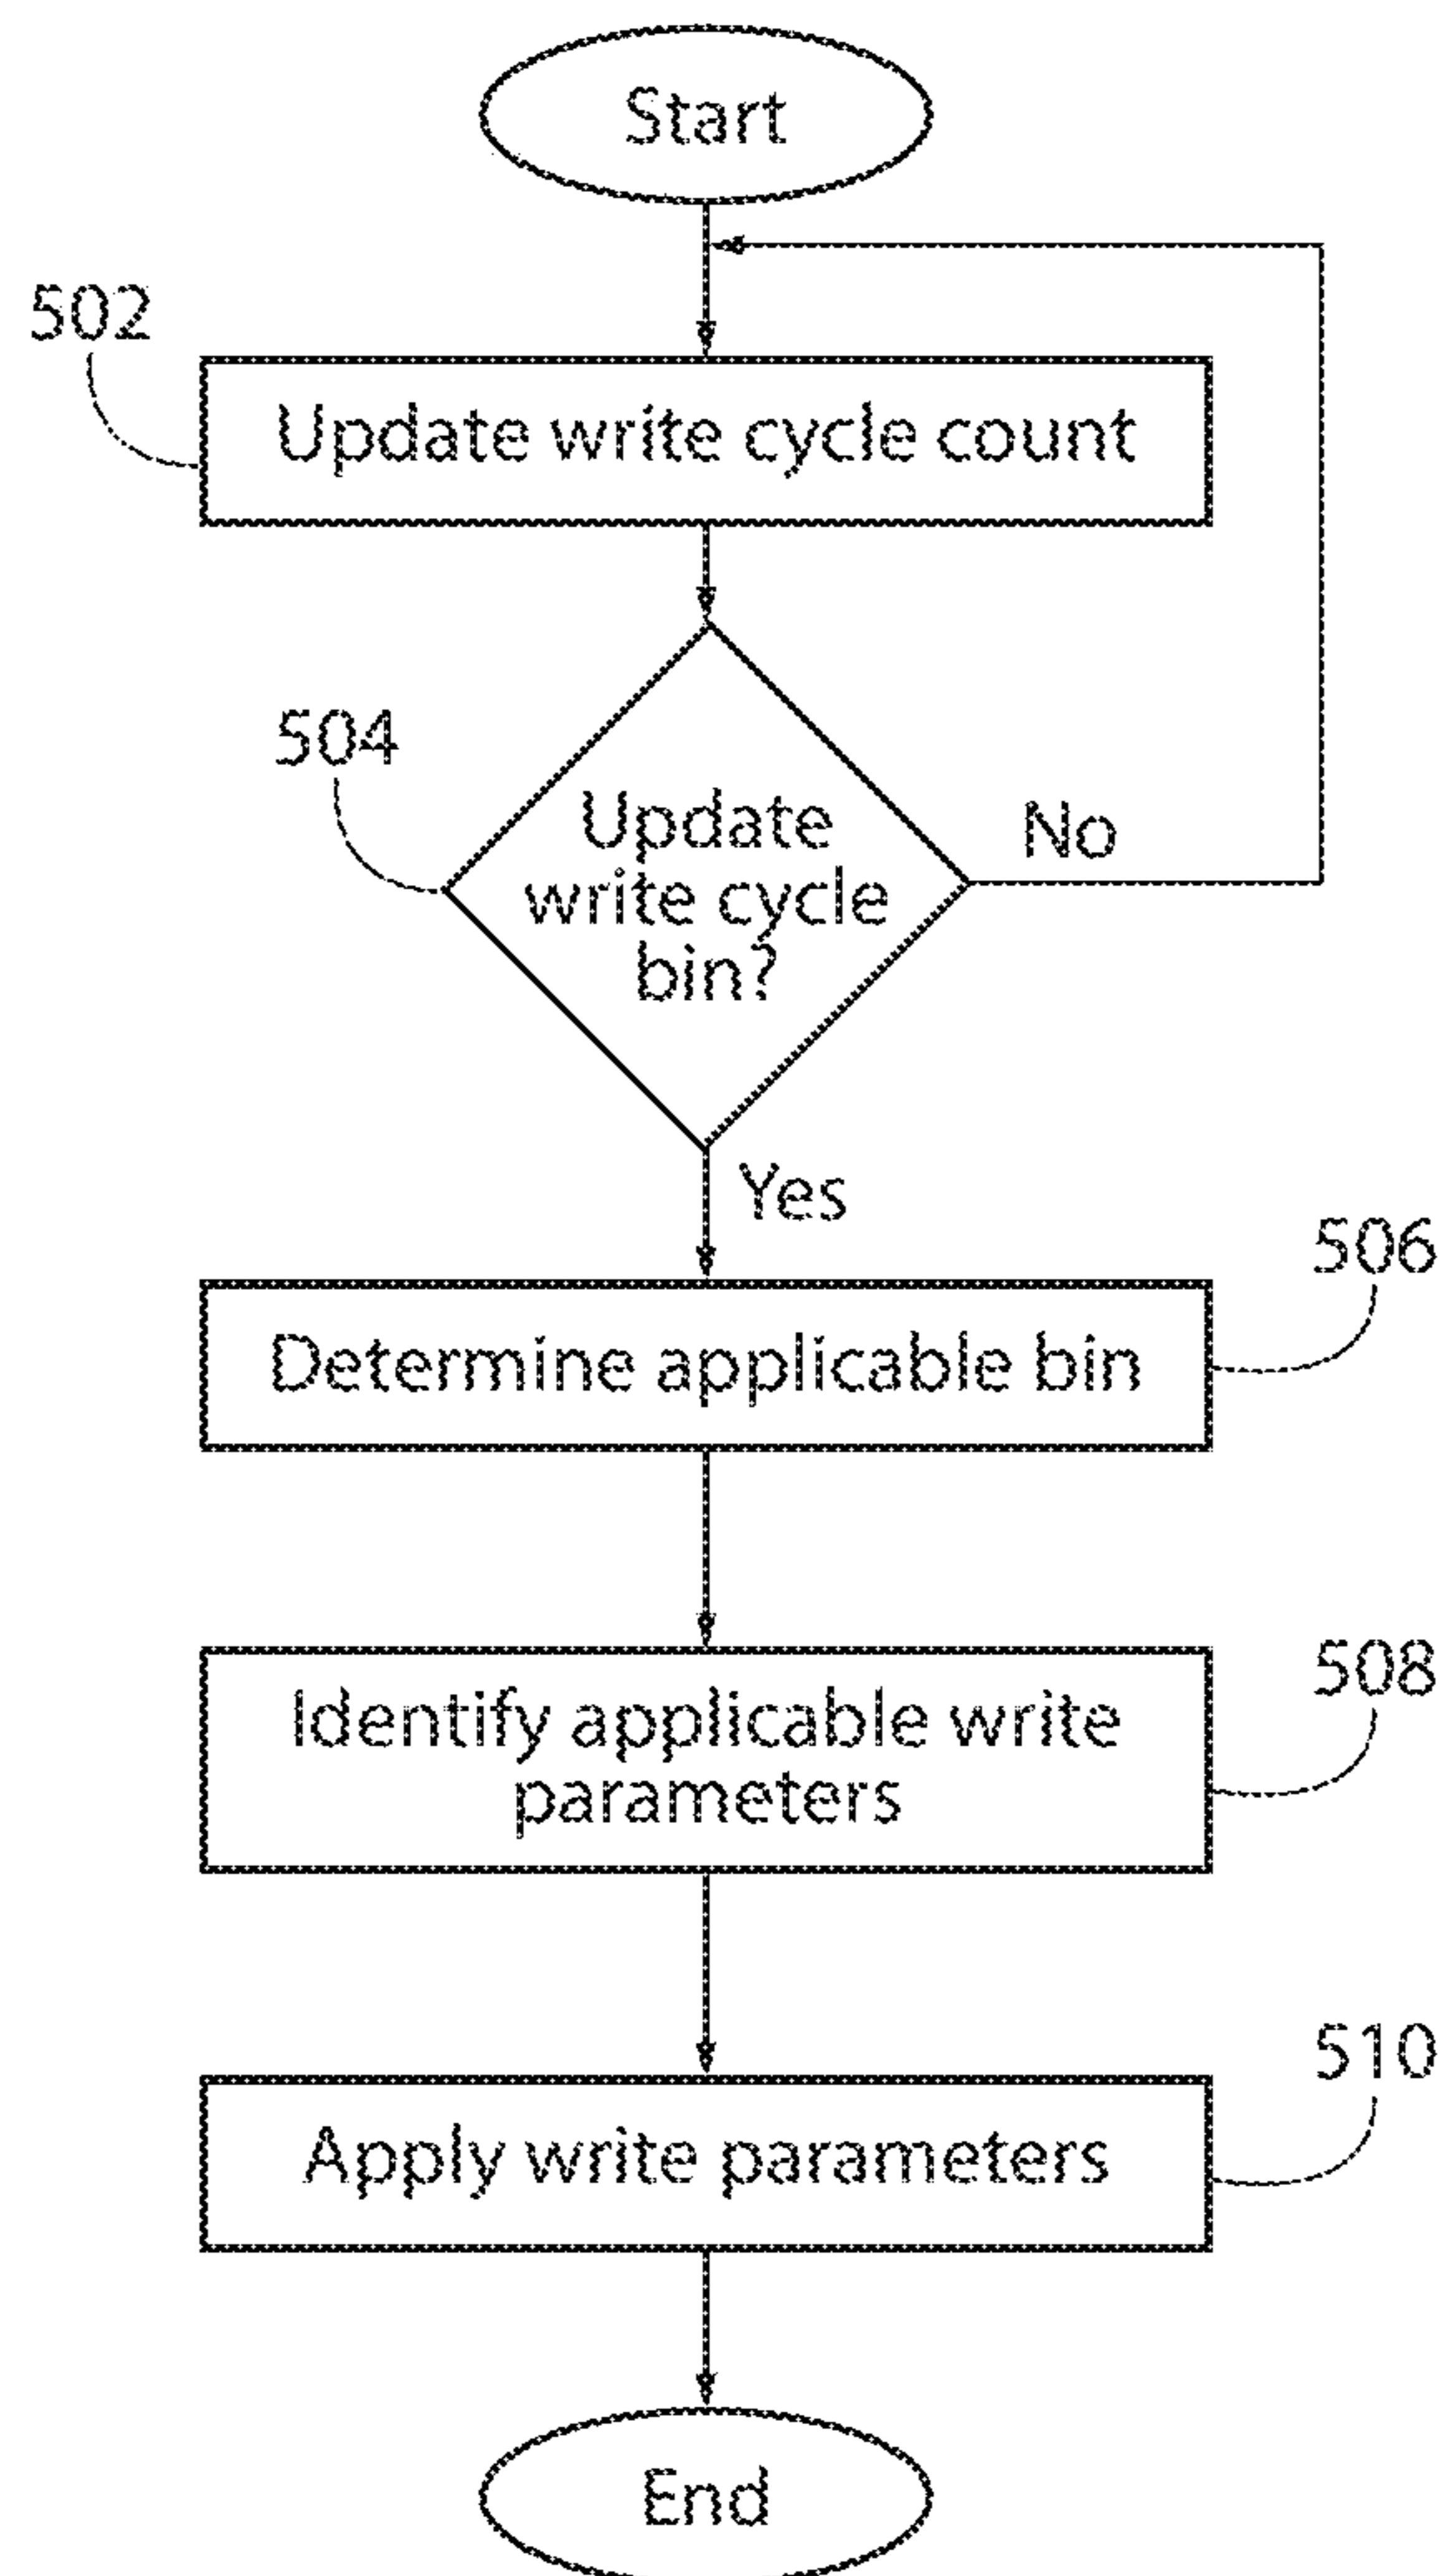 Start
502
Update write cycle count
504
Update
write cycle
bin?
No
Yes
506
Determine applicable bin
508
Identify applicable write
parameters
510
Apply write parameters
End